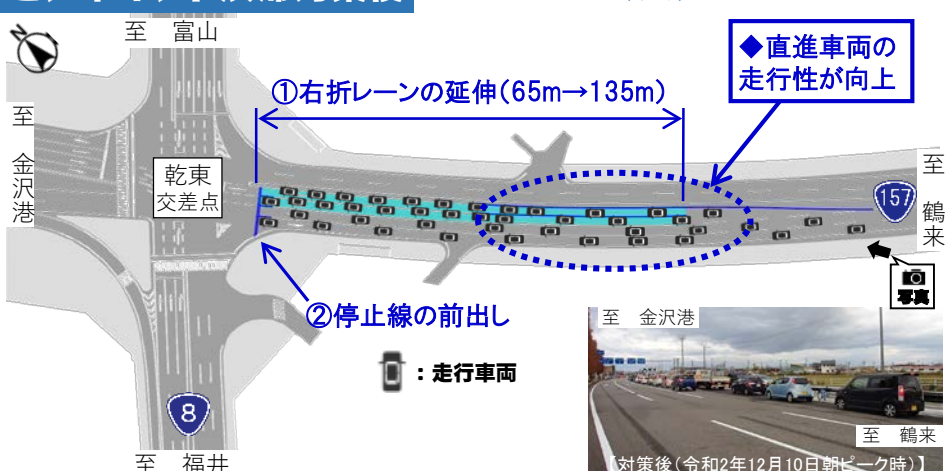 至 富山
◆直進車両の
走行性が向上
①右折レーンの延伸(65m→135m)
至 金沢港
乾東
交差点
157
至 鶴来
写真
②停止線の前出し
:走行車両
8
至 福井
至 金沢港
至 鶴来
【対策後(令和2年12月10日朝ピーク時)】